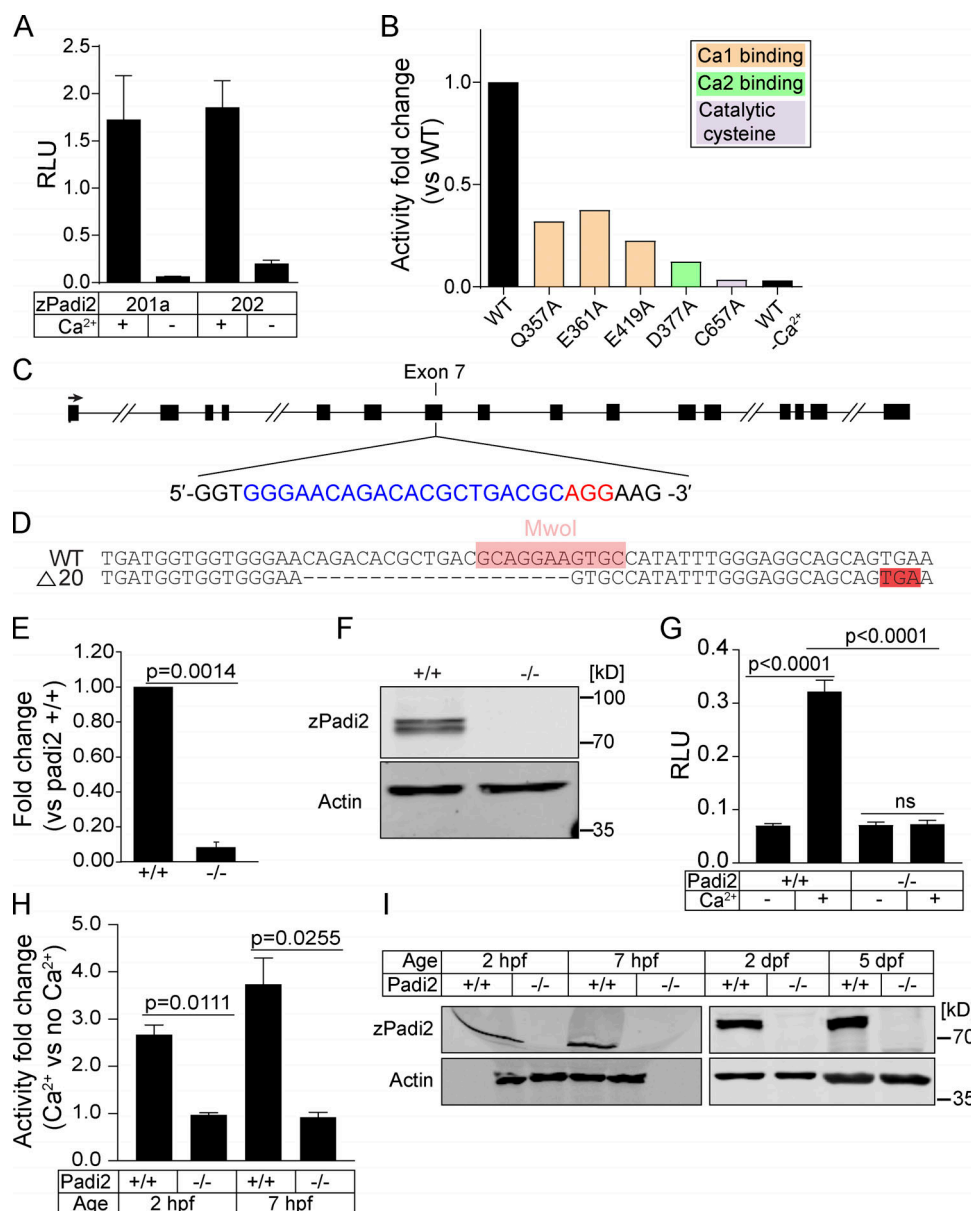 A
2.5
2.0
1.5
1.0
0.5
0.0
RLU
zPadi2 201a 202
Ca²⁺ + - + -
B
1.0
0.5
0.0
Activity fold change
(vs WT)
Ca1 binding
Ca2 binding
Catalytic
cysteine
WT Q357A E361A E419A D377A C657A WT
-Ca²⁺
C
Exon 7
5′-GGTGGGAACAGACACGCTGACGCAGGAAG -3′
D
MwoI
WT TGATGGTGGTGGGAACAGACACGCTGACGCAGGAAGTGCCATATTTGGGAGGCAGCAGTGAA
△20 TGATGGTGGTGGGAA--------------------GTGCCATATTTGGGAGGCAGCAGTGAA
E
1.20
1.00
0.80
0.60
0.40
0.20
0.00
Fold change
(vs padi2 +/+)
p=0.0014
+/+ -/-
F
+/+ -/- [kD]
zPadi2
100
70
Actin
35
G
0.4
0.3
0.2
0.1
0.0
RLU
p<0.0001
p<0.0001
ns
Padi2 +/+ -/-
Ca²⁺ - + - +
H
5.0
4.0
3.0
2.0
1.0
0.0
Activity fold change
(Ca²⁺ vs no Ca²⁺)
p=0.0255
p=0.0111
Padi2 +/+ -/- +/+ -/-
Age 2 hpf 7 hpf
I
Age 2 hpf 7 hpf 2 dpf 5 dpf
Padi2 +/+ -/- +/+ -/- +/+ -/- +/+ -/-
[kD
zPadi2
70
Actin
35